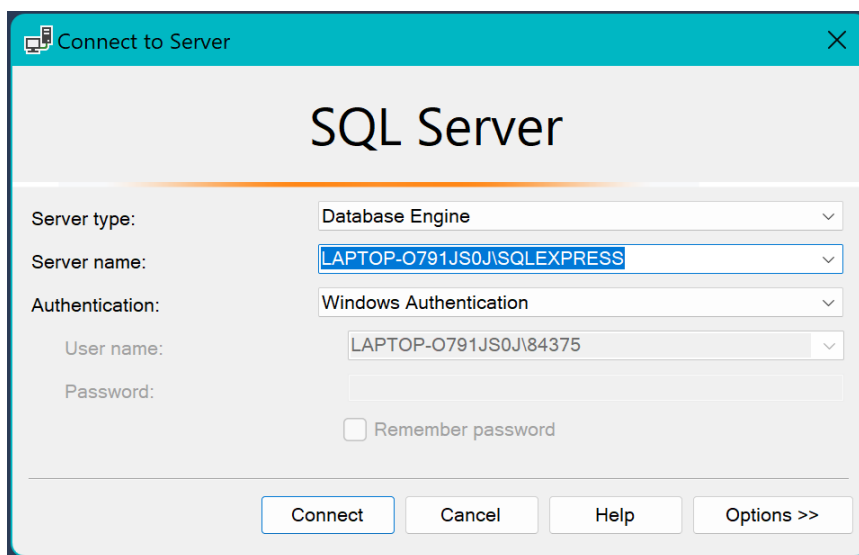 Connect to Server
SQL Server
Server type: Database Engine
Server name: LAPTOP-O791JS0J\SQLEXPRESS
Authentication: Windows Authentication
User name: LAPTOP-O791JS0J\84375
Password:
Remember password
Connect Cancel Help Options >>